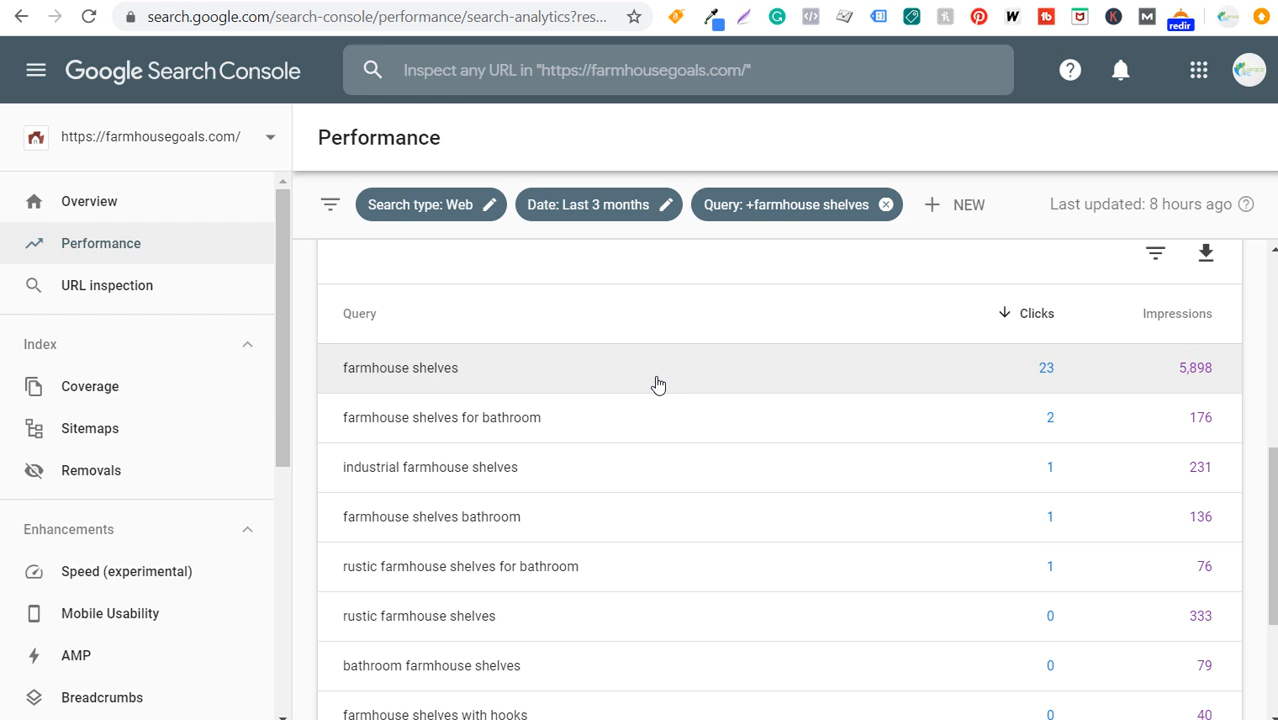 search.google.com/search-console/performance/search-analytics?res...
redir
Google Search Console
Inspect any URL in "https://farmhousegoals.com/"
https://farmhousegoals.com/
Performance
Overview
Performance
URL inspection
Index
Coverage
Sitemaps
Removals
Enhancements
Speed (experimental)
Mobile Usability
AMP
Breadcrumbs
Search type: Web
Date: Last 3 months
Query: +farmhouse shelves
NEW
Last updated: 8 hours ago
Query Clicks Impressions
farmhouse shelves 23 5,898
farmhouse shelves for bathroom 2 176
industrial farmhouse shelves 1 231
farmhouse shelves bathroom 1 136
rustic farmhouse shelves for bathroom 1 76
rustic farmhouse shelves 0 333
bathroom farmhouse shelves 0 79
farmhouse shelves with hooks 0 40